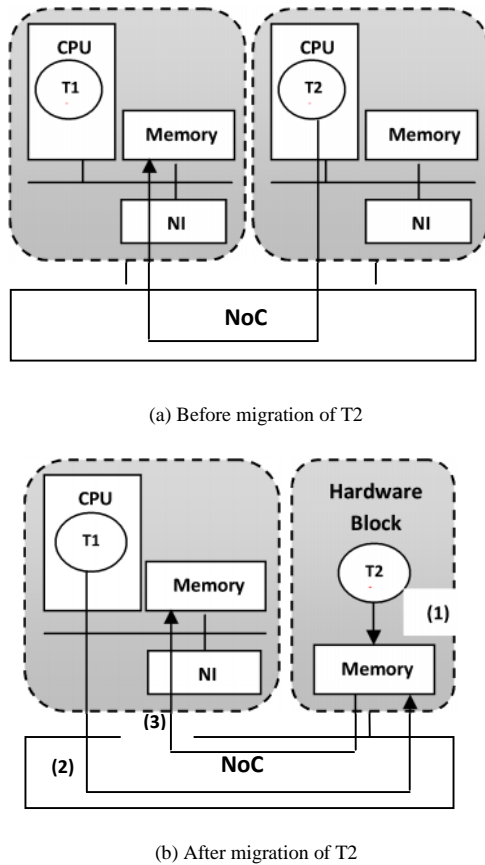 CPU
T1
Memory
NI
CPU
T2
Memory
NI
NoC
(a) Before migration of T2
CPU
T1
Memory
NI
Hardware
Block
T2
(1)
Memory
(3)
(2)
NoC
(b) After migration of T2